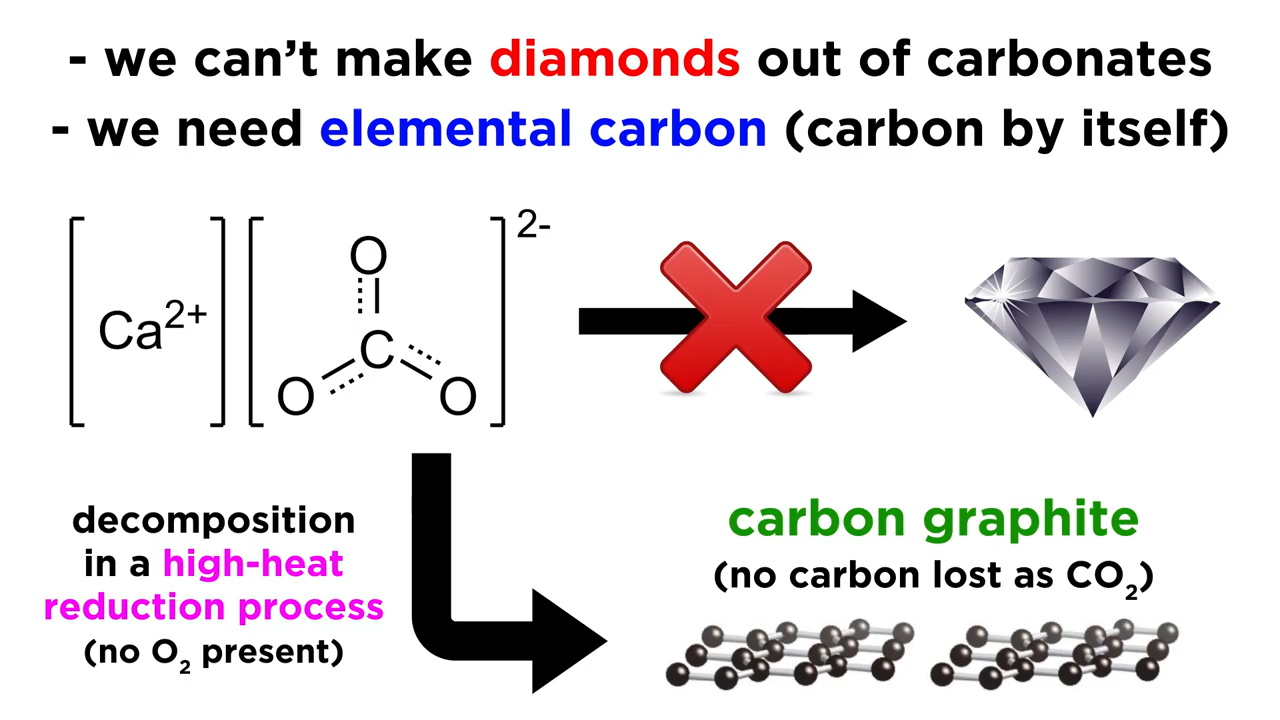 - we can't make diamonds out of carbonates
- we need elemental carbon (carbon by itself)
2-
O
Ca2+
C
O
O
decomposition
in a high-heat
reduction process
(no O2 present)
carbon graphite
(no carbon lost as CO2)